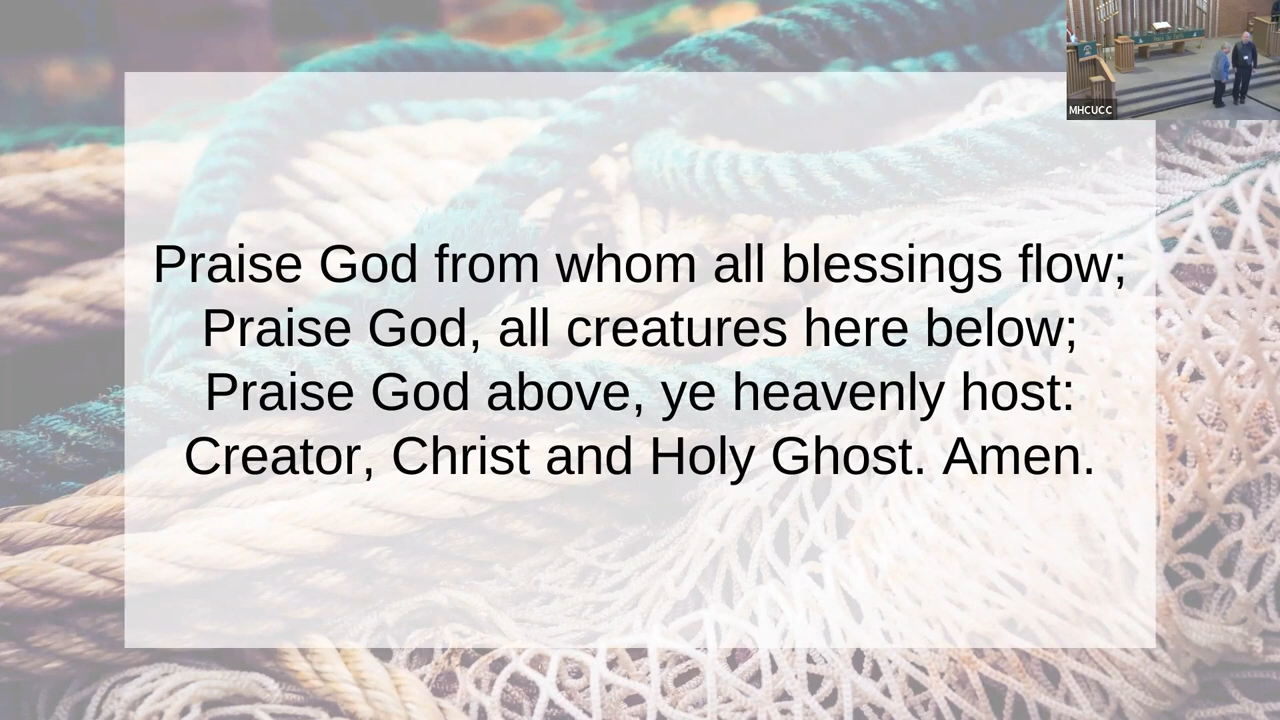 Praise God from whom all blessings flow;
Praise God, all creatures here below;
Praise God above, ye heavenly host:
Creator, Christ and Holy Ghost. Amen.
MHCUCC